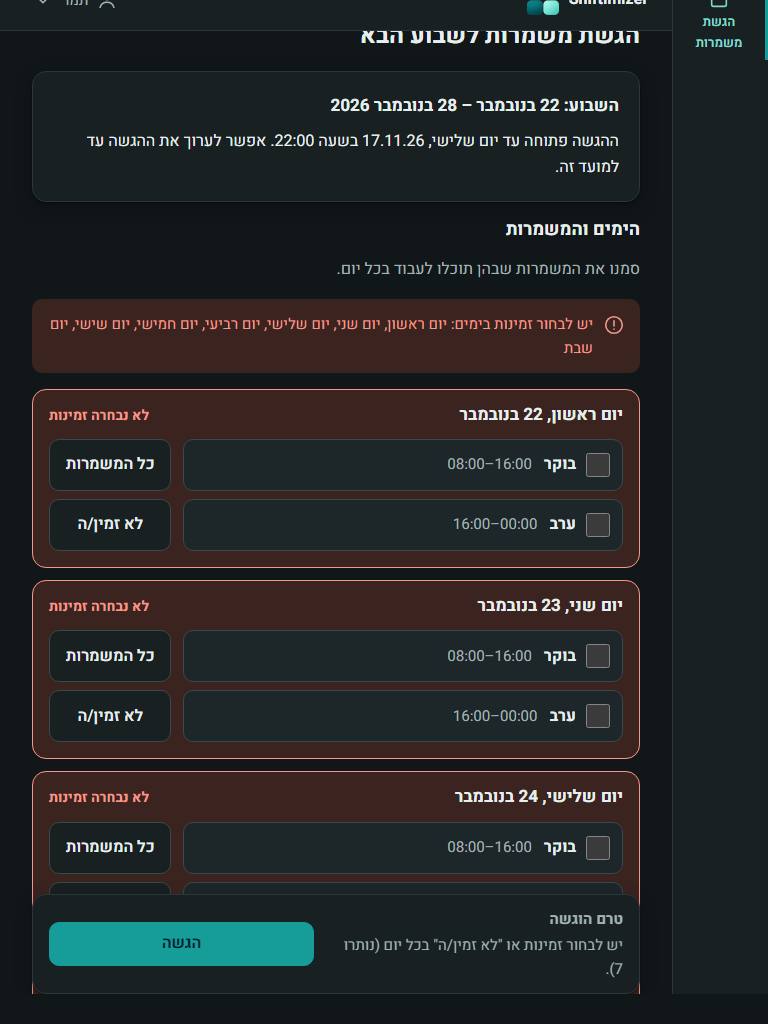 תמר
Shiftimizer
הגשת
משמרות
הגשת משמרות לשבוע הבא
השבוע: 22 בנובמבר – 28 בנובמבר 2026
ההגשה פתוחה עד יום שלישי, 17.11.26 בשעה 22:00. אפשר לערוך את ההגשה עד
למועד זה.
הימים והמשמרות
סמנו את המשמרות שבהן תוכלו לעבוד בכל יום.
יש לבחור זמינות בימים: יום ראשון, יום שני, יום שלישי, יום רביעי, יום חמישי, יום שישי, יום
שבת
יום ראשון, 22 בנובמבר
לא נבחרה זמינות
בוקר 08:00–16:00
כל המשמרות
ערב 16:00–00:00
לא זמין/ה
יום שני, 23 בנובמבר
לא נבחרה זמינות
בוקר 08:00–16:00
כל המשמרות
ערב 16:00–00:00
לא זמין/ה
יום שלישי, 24 בנובמבר
לא נבחרה זמינות
בוקר 08:00–16:00
כל המשמרות
טרם הוגשה
יש לבחור זמינות או "לא זמין/ה" בכל יום (נותרו
7).
הגשה